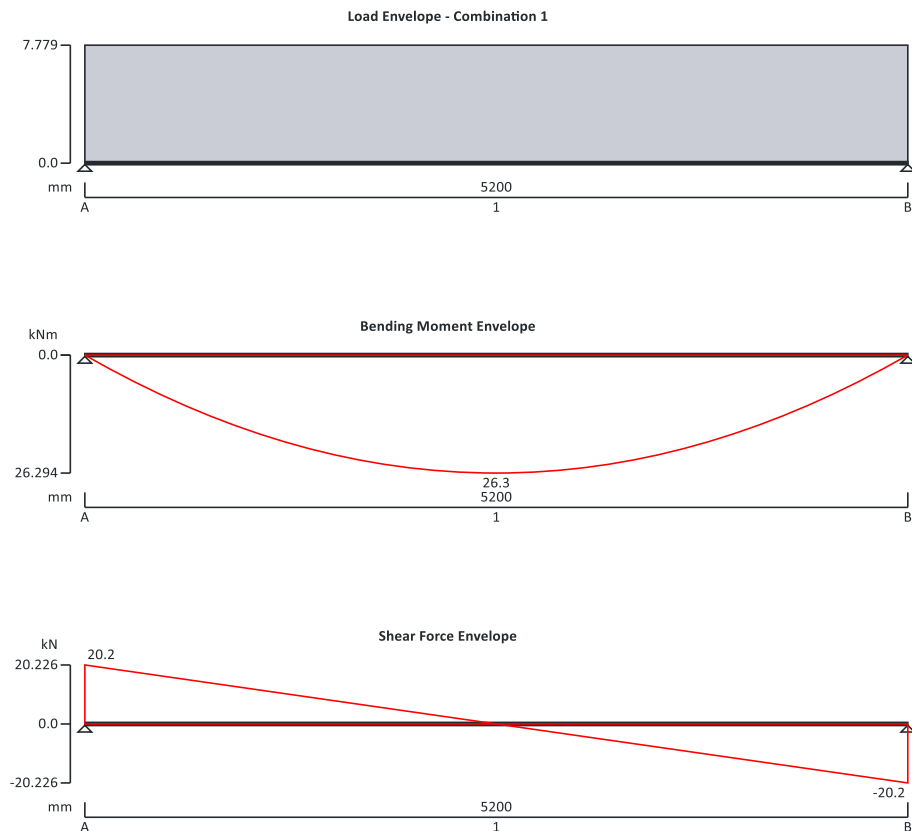 Load Envelope - Combination 1
7.779
0.0
mm 5200
A 1 B
Bending Moment Envelope
kNm
0.0
26.294
26.3
mm 5200
A 1 B
Shear Force Envelope
kN
20.226 20.2
0.0
-20.226
-20.2
mm 5200
A 1 B